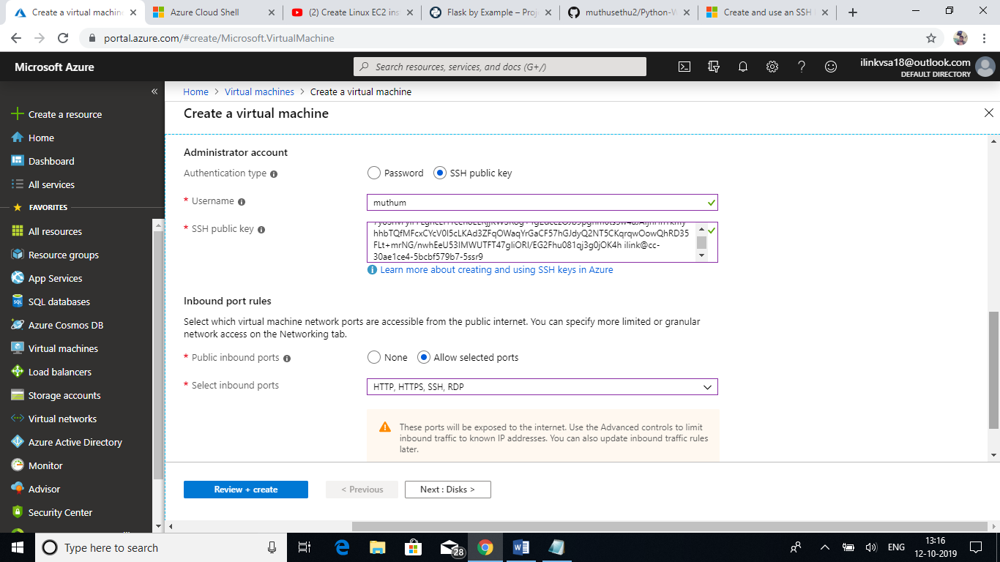 Create a virtual machine
Azure Cloud Shell
(2) Create Linux EC2 ins
Flask by Example – Proj
muthusethu2/Python-W
Create and use an SSH
portal.azure.com/#create/Microsoft.VirtualMachine
Microsoft Azure
Search resources, services, and docs (G+/)
ilinkvsa18@outlook.com
DEFAULT DIRECTORY
«
Create a resource
Home
Dashboard
All services
FAVORITES
All resources
Resource groups
App Services
SQL databases
Azure Cosmos DB
Virtual machines
Load balancers
Storage accounts
Virtual networks
Azure Active Directory
Monitor
Advisor
Security Center
Home > Virtual machines > Create a virtual machine
Create a virtual machine
Administrator account
Authentication type
Password
SSH public key
* Username
muthum
* SSH public key
hhbTQfMFcxCYcV0I5cLKAd3ZFqOWaqYrGaCF57hGJdyQ2NT5CKqrqwOowQhRD35
FLt+mrNG/nwhEeU53IMWUTFT47gIiORI/EG2Fhu081qj3g0jOK4h ilink@cc-
30ae1ce4-5bcbf579b7-5ssr9
Learn more about creating and using SSH keys in Azure
Inbound port rules
Select which virtual machine network ports are accessible from the public internet. You can specify more limited or granular
network access on the Networking tab.
* Public inbound ports
None
Allow selected ports
* Select inbound ports
HTTP, HTTPS, SSH, RDP
These ports will be exposed to the internet. Use the Advanced controls to limit
inbound traffic to known IP addresses. You can also update inbound traffic rules
later.
Review + create
< Previous
Next : Disks >
Type here to search
28
ENG
13:16
12-10-2019